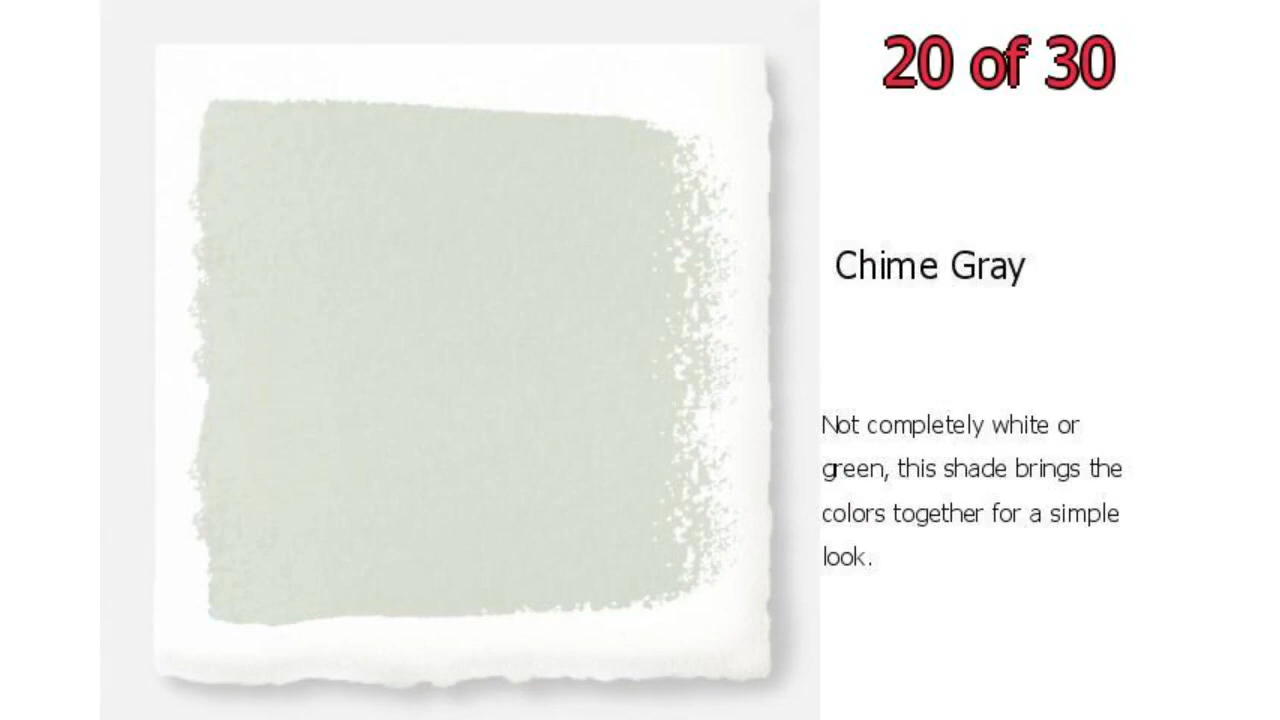 20 of 30
Chime Gray
Not completely white or
green, this shade brings the
colors together for a simple
look.